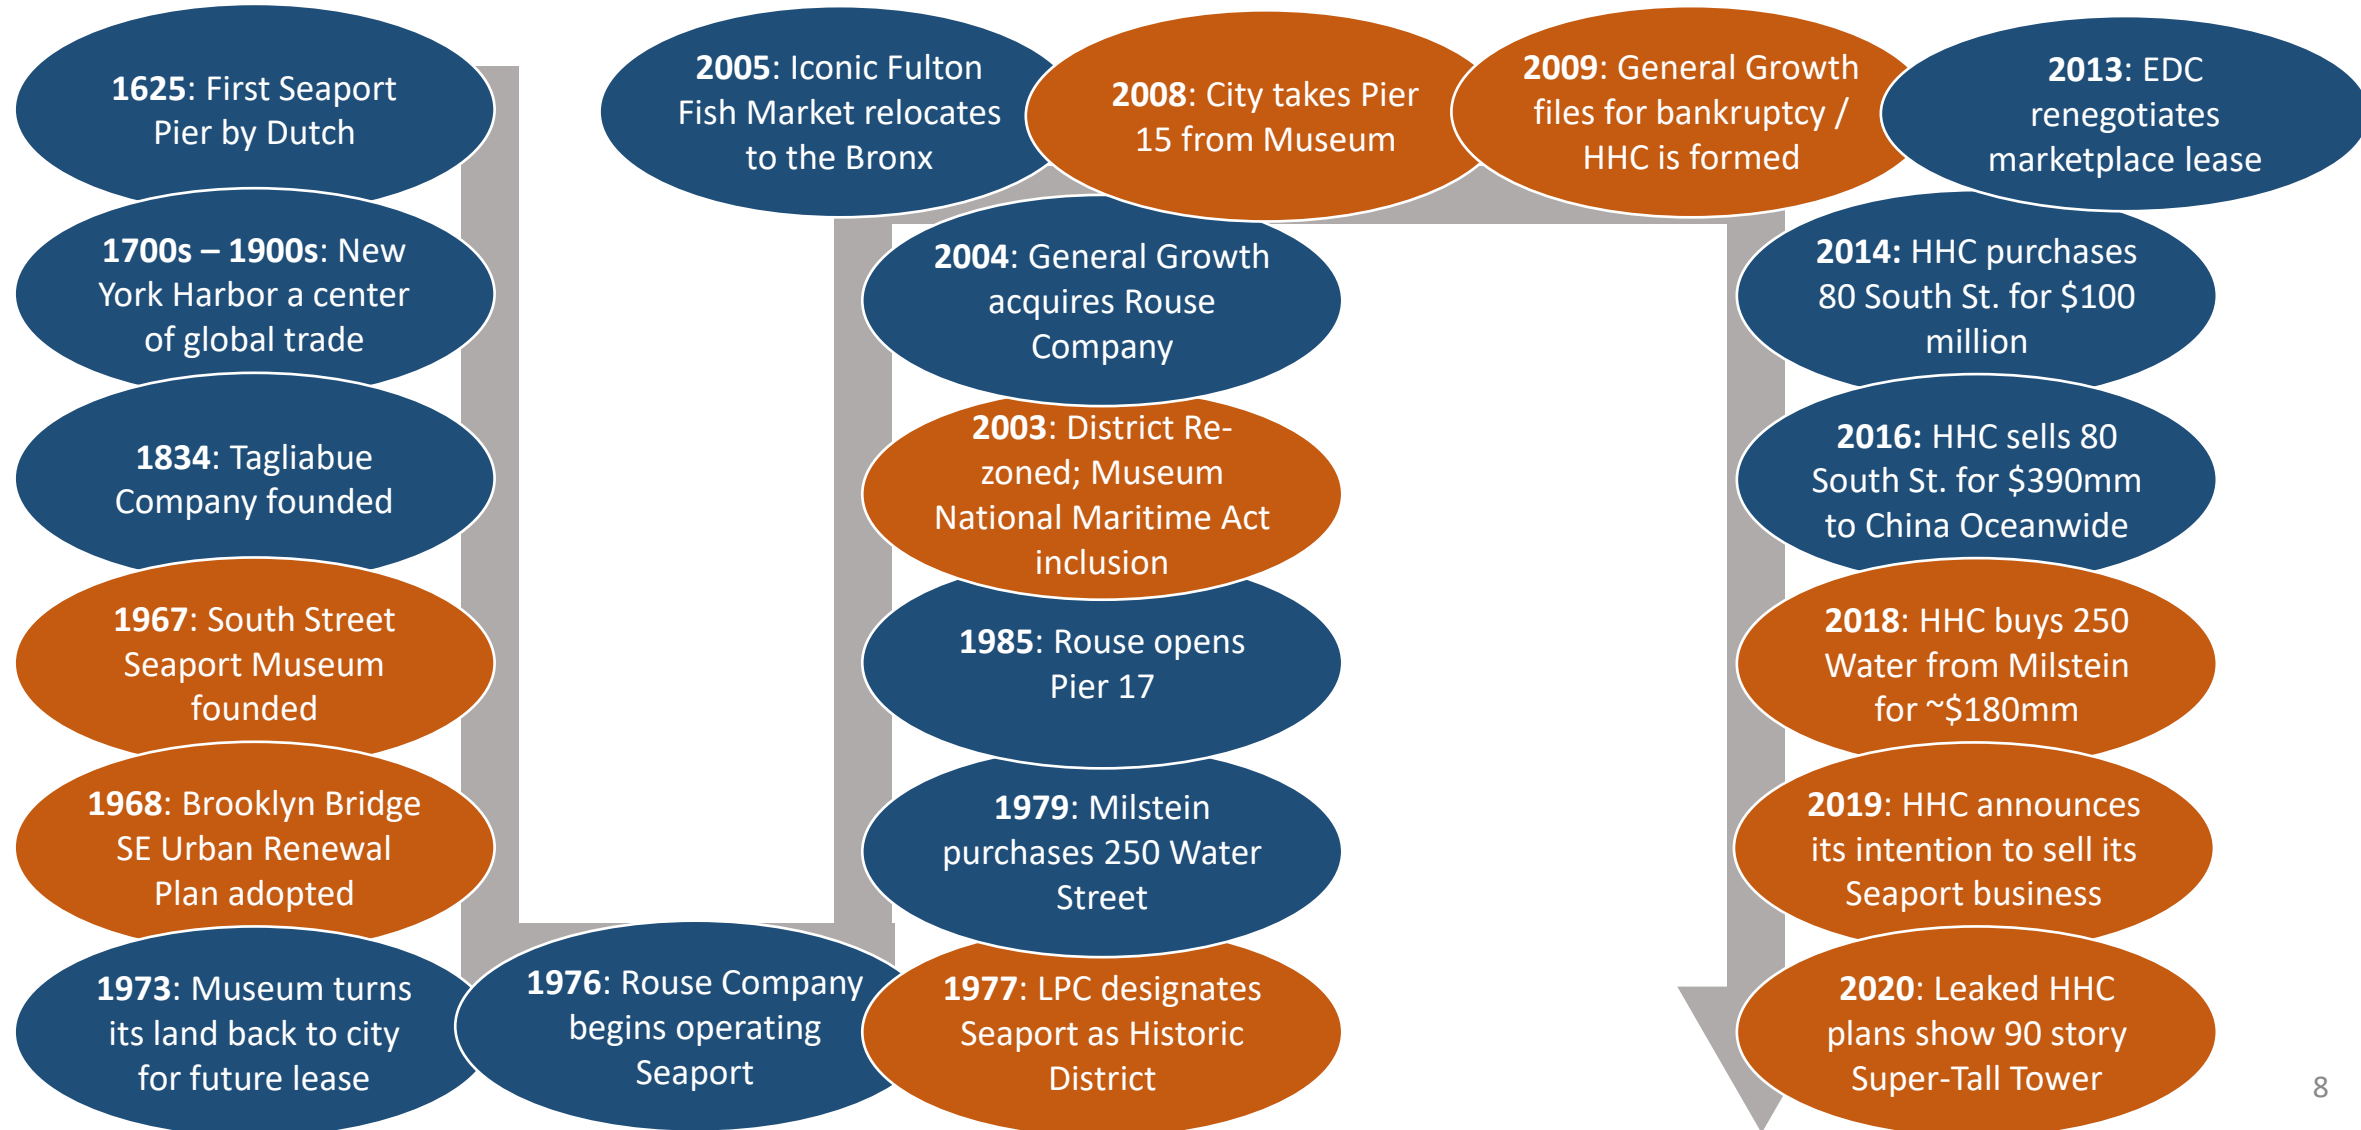 1625: First Seaport
Pier by Dutch
1700s – 1900s: New
York Harbor a center
of global trade
1834: Tagliabue
Company founded
1967: South Street
Seaport Museum
founded
1968: Brooklyn Bridge
SE Urban Renewal
Plan adopted
1973: Museum turns
its land back to city
for future lease
1976: Rouse Company
begins operating
Seaport
1977: LPC designates
Seaport as Historic
District
1979: Milstein
purchases 250 Water
Street
1985: Rouse opens
Pier 17
2003: District Re-
zoned; Museum
National Maritime Act
inclusion
2004: General Growth
acquires Rouse
Company
2005: Iconic Fulton
Fish Market relocates
to the Bronx
2008: City takes Pier
15 from Museum
2009: General Growth
files for bankruptcy /
HHC is formed
2013: EDC
renegotiates
marketplace lease
2014: HHC purchases
80 South St. for $100
million
2016: HHC sells 80
South St. for $390mm
to China Oceanwide
2018: HHC buys 250
Water from Milstein
for ~$180mm
2019: HHC announces
its intention to sell its
Seaport business
2020: Leaked HHC
plans show 90 story
Super-Tall Tower
8